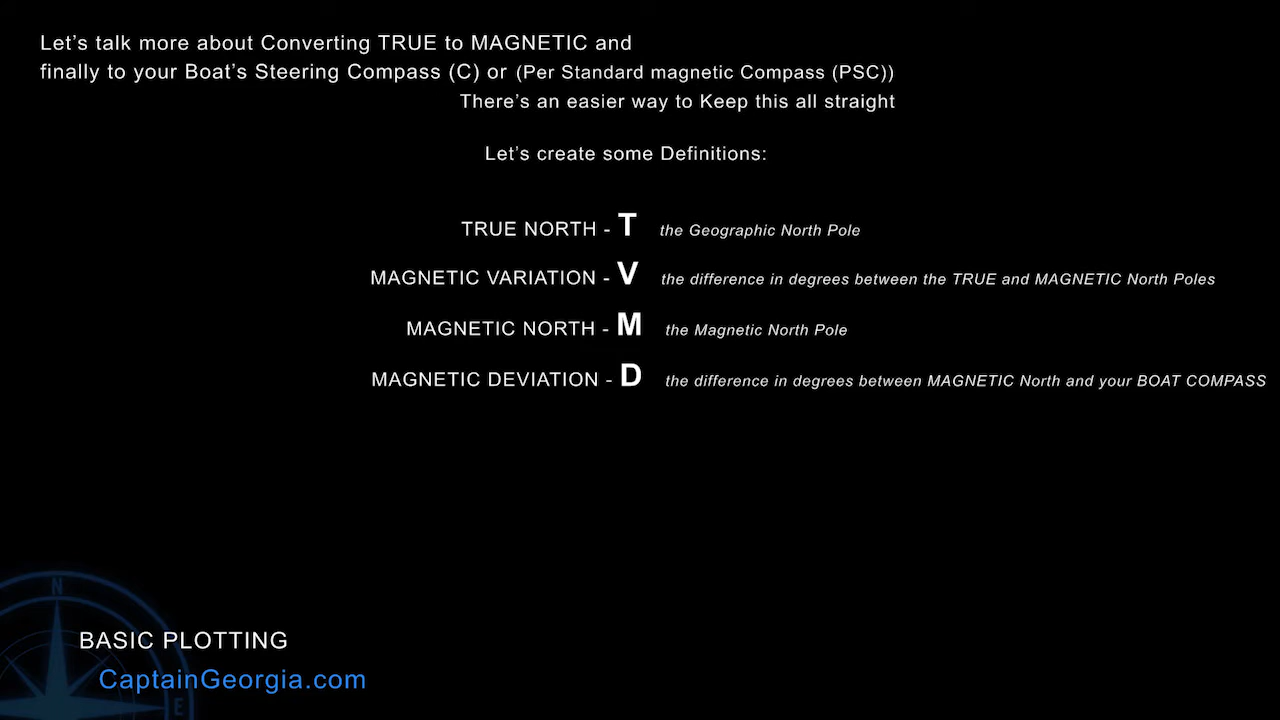 Let’s talk more about Converting TRUE to MAGNETIC and
finally to your Boat’s Steering Compass (C) or (Per Standard magnetic Compass (PSC))
There’s an easier way to Keep this all straight
Let’s create some Definitions:
TRUE NORTH - T the Geographic North Pole
MAGNETIC VARIATION - V the difference in degrees between the TRUE and MAGNETIC North Poles
MAGNETIC NORTH - M the Magnetic North Pole
MAGNETIC DEVIATION - D the difference in degrees between MAGNETIC North and your BOAT COMPASS
N
BASIC PLOTTING
CaptainGeorgia.com
E